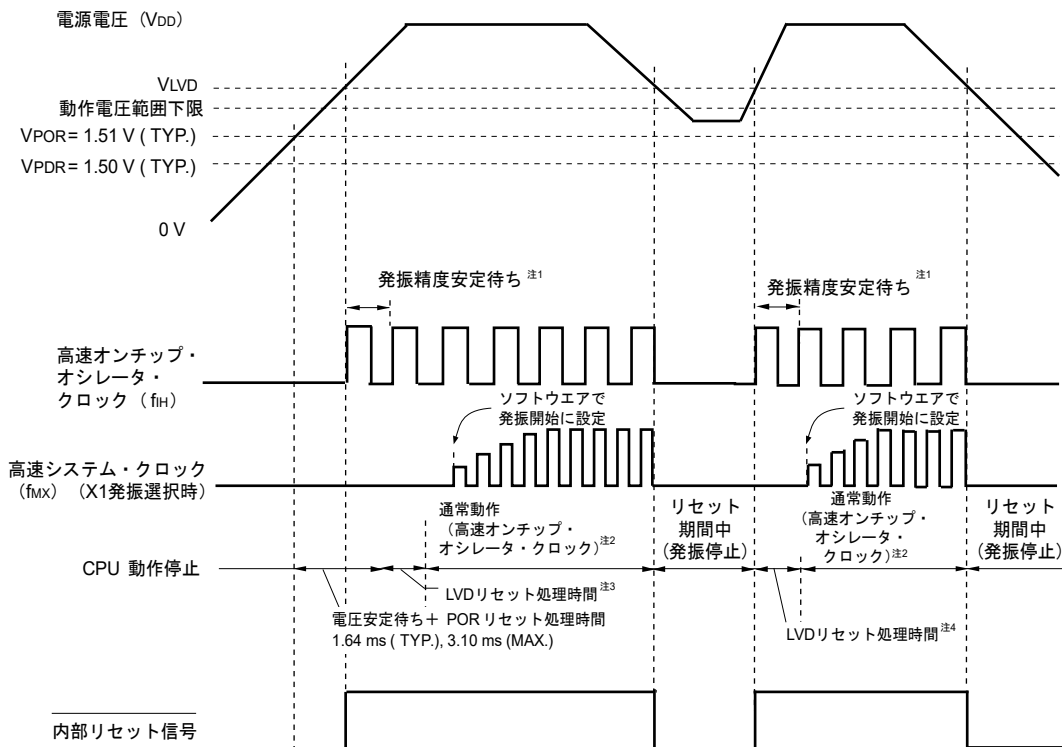 電源電圧（VDD）
VLVD
動作電圧範囲下限
VPOR = 1.51 V ( TYP.)
VPDR = 1.50 V ( TYP.)
0 V
発振精度安定待ち 注1
発振精度安定待ち 注1
高速オンチップ・
オシレータ・
クロック（fIH）
ソフトウエアで
発振開始に設定
ソフトウエアで
発振開始に設定
高速システム・クロック
(fMX) （X1発振選択時）
通常動作
（高速オンチップ・
オシレータ・クロック）注2
リセット
期間中
（発振停止）
通常動作
（高速オンチップ・
オシレータ・
クロック）注2
リセット
期間中
（発振停止）
CPU 動作停止
LVDリセット処理時間注3
電圧安定待ち＋ POR リセット処理時間
1.64 ms ( TYP.), 3.10 ms (MAX.)
LVDリセット処理時間注4
内部リセット信号